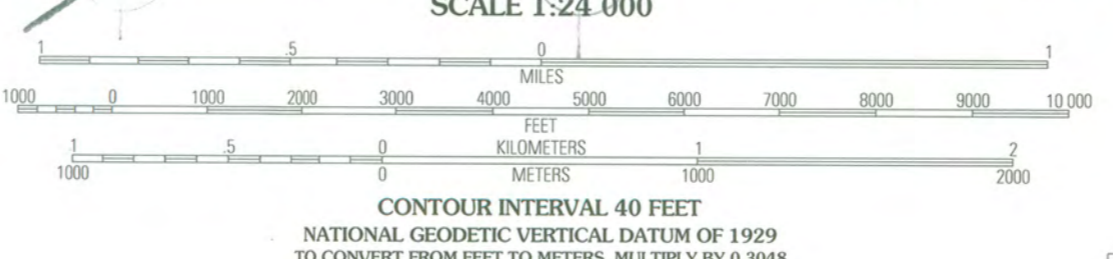 SCALE 1:24 000
1 .5 0 1
MILES
1000 0 1000 2000 3000 4000 5000 6000 7000 8000 9000 10 000
FEET
1 .5 0 KILOMETERS 1 2
1000 0 METERS 1000 2000
CONTOUR INTERVAL 40 FEET
NATIONAL GEODETIC VERTICAL DATUM OF 1929
TO CONVERT FROM FEET TO METERS, MULTIPLY BY 0.3048